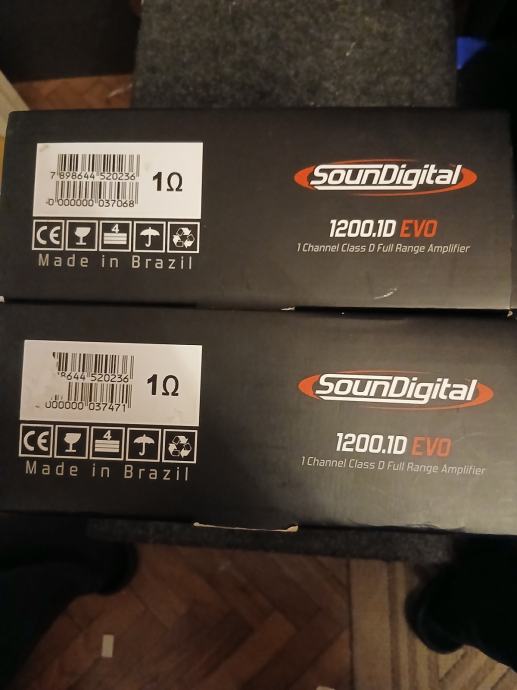 7 898644 520236
1Ω
0 000000 037068
SounDigital
1200.1D EVO
1 Channel Class D Full Range Amplifier
CE
4
Made in Brazil
8644 520236
1Ω
000000 037471
SounDigital
1200.1D EVO
1 Channel Class D Full Range Amplifier
CE
4
Made in Brazil